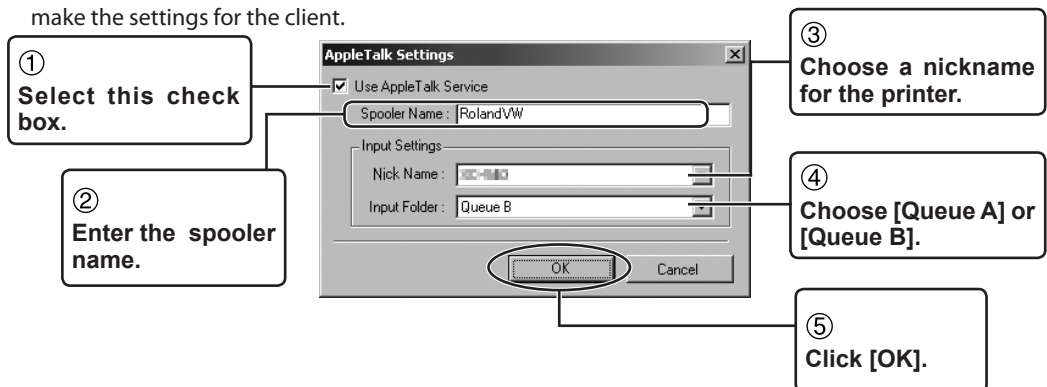 make the settings for the client.
①
Select this check
box.
②
Enter the spooler
name.
AppleTalk Settings
Use AppleTalk Service
Spooler Name : RolandVW
Input Settings
Nick Name :
Input Folder : Queue B
OK Cancel
③
Choose a nickname
for the printer.
④
Choose [Queue A] or
[Queue B].
⑤
Click [OK].